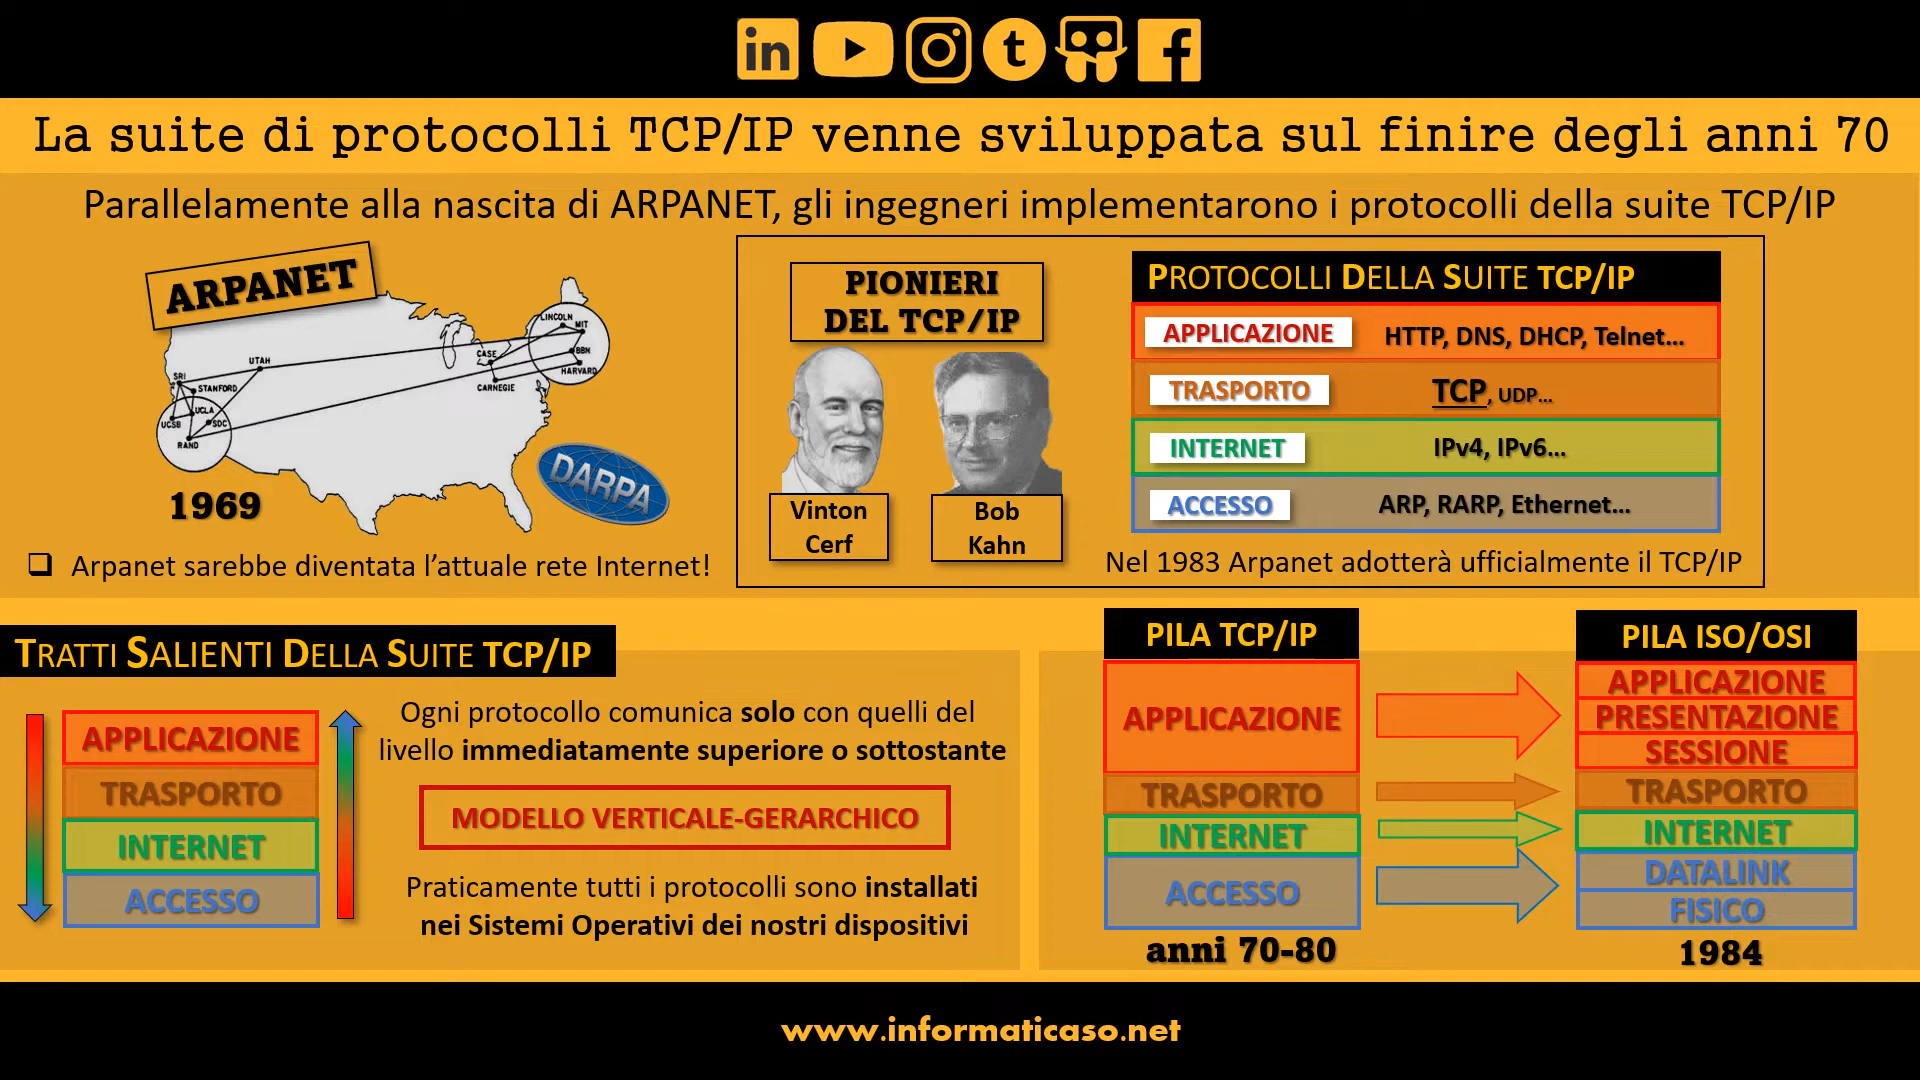 La suite di protocolli TCP/IP venne sviluppata sul finire degli anni 70
Parallelamente alla nascita di ARPANET, gli ingegneri implementarono i protocolli della suite TCP/IP
ARPANET
LINCOLN
MIT
CASE
BBN
HARVARD
CARNEGIE
UTAH
SRI
STANFORD
UCLA
UCSB
SDC
RAND
DARPA
1969
❑ Arpanet sarebbe diventata l'attuale rete Internet!
PIONIERI
DEL TCP/IP
Vinton
Cerf
Bob
Kahn
PROTOCOLLI DELLA SUITE TCP/IP
APPLICAZIONE HTTP, DNS, DHCP, Telnet...
TRASPORTO TCP, UDP...
INTERNET IPv4, IPv6...
ACCESSO ARP, RARP, Ethernet...
Nel 1983 Arpanet adotterà ufficialmente il TCP/IP
TRATTI SALIENTI DELLA SUITE TCP/IP
APPLICAZIONE
TRASPORTO
INTERNET
ACCESSO
Ogni protocollo comunica solo con quelli del
livello immediatamente superiore o sottostante
MODELLO VERTICALE-GERARCHICO
Praticamente tutti i protocolli sono installati
nei Sistemi Operativi dei nostri dispositivi
PILA TCP/IP
APPLICAZIONE
TRASPORTO
INTERNET
ACCESSO
anni 70-80
PILA ISO/OSI
APPLICAZIONE
PRESENTAZIONE
SESSIONE
TRASPORTO
INTERNET
DATALINK
FISICO
1984
www.informaticaso.net